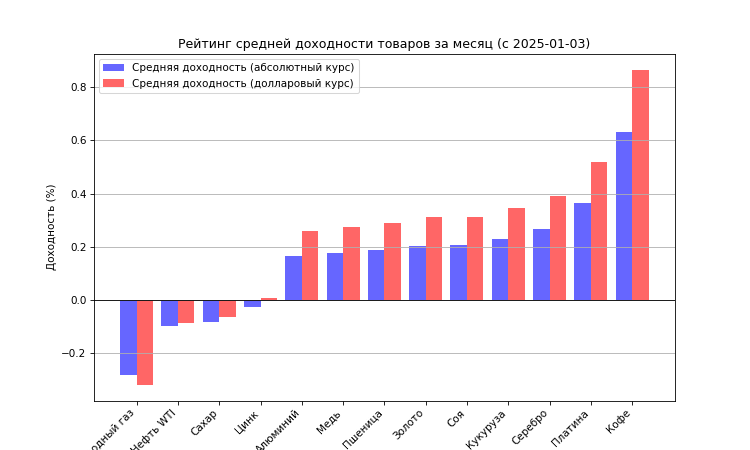 Рейтинг средней доходности товаров за месяц (с 2025-01-03)
Средняя доходность (абсолютный курс)
Средняя доходность (долларовый курс)
Доходность (%)
0.8
0.6
0.4
0.2
0.0
−0.2
одный газ
Нефть WTI
Сахар
Цинк
Алюминий
Медь
Пшеница
Золото
Соя
Кукуруза
Серебро
Платина
Кофе